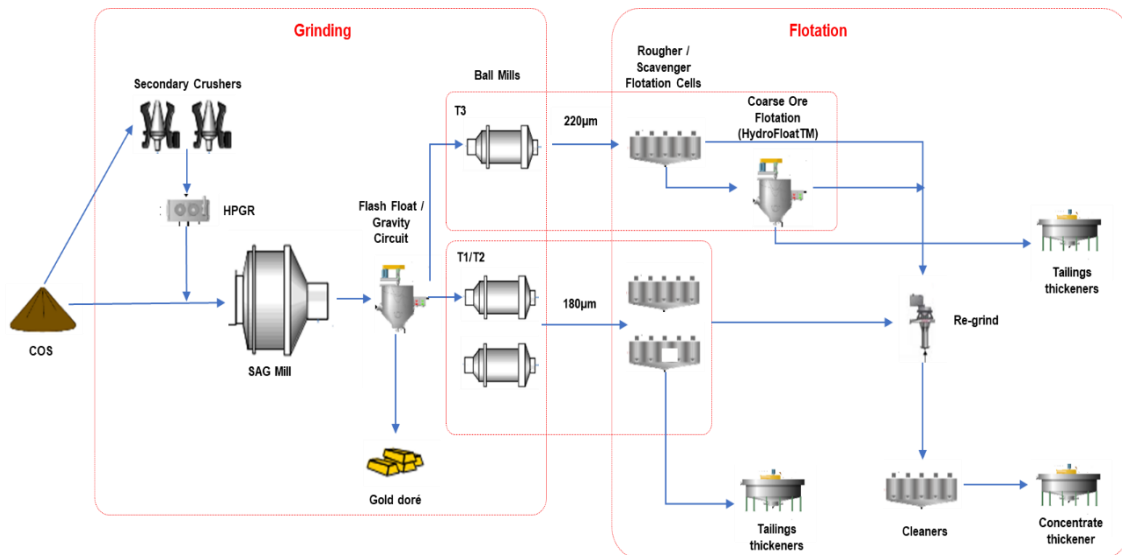 Grinding
Flotation
Secondary Crushers
HPGR
COS
SAG Mill
Flash Float /
Gravity
Circuit
Gold doré
Ball Mills
T3
220µm
T1/T2
180µm
Rougher /
Scavenger
Flotation Cells
Coarse Ore
Flotation
(HydroFloatTM)
Tailings
thickeners
Re-grind
Tailings
thickeners
Cleaners
Concentrate
thickener